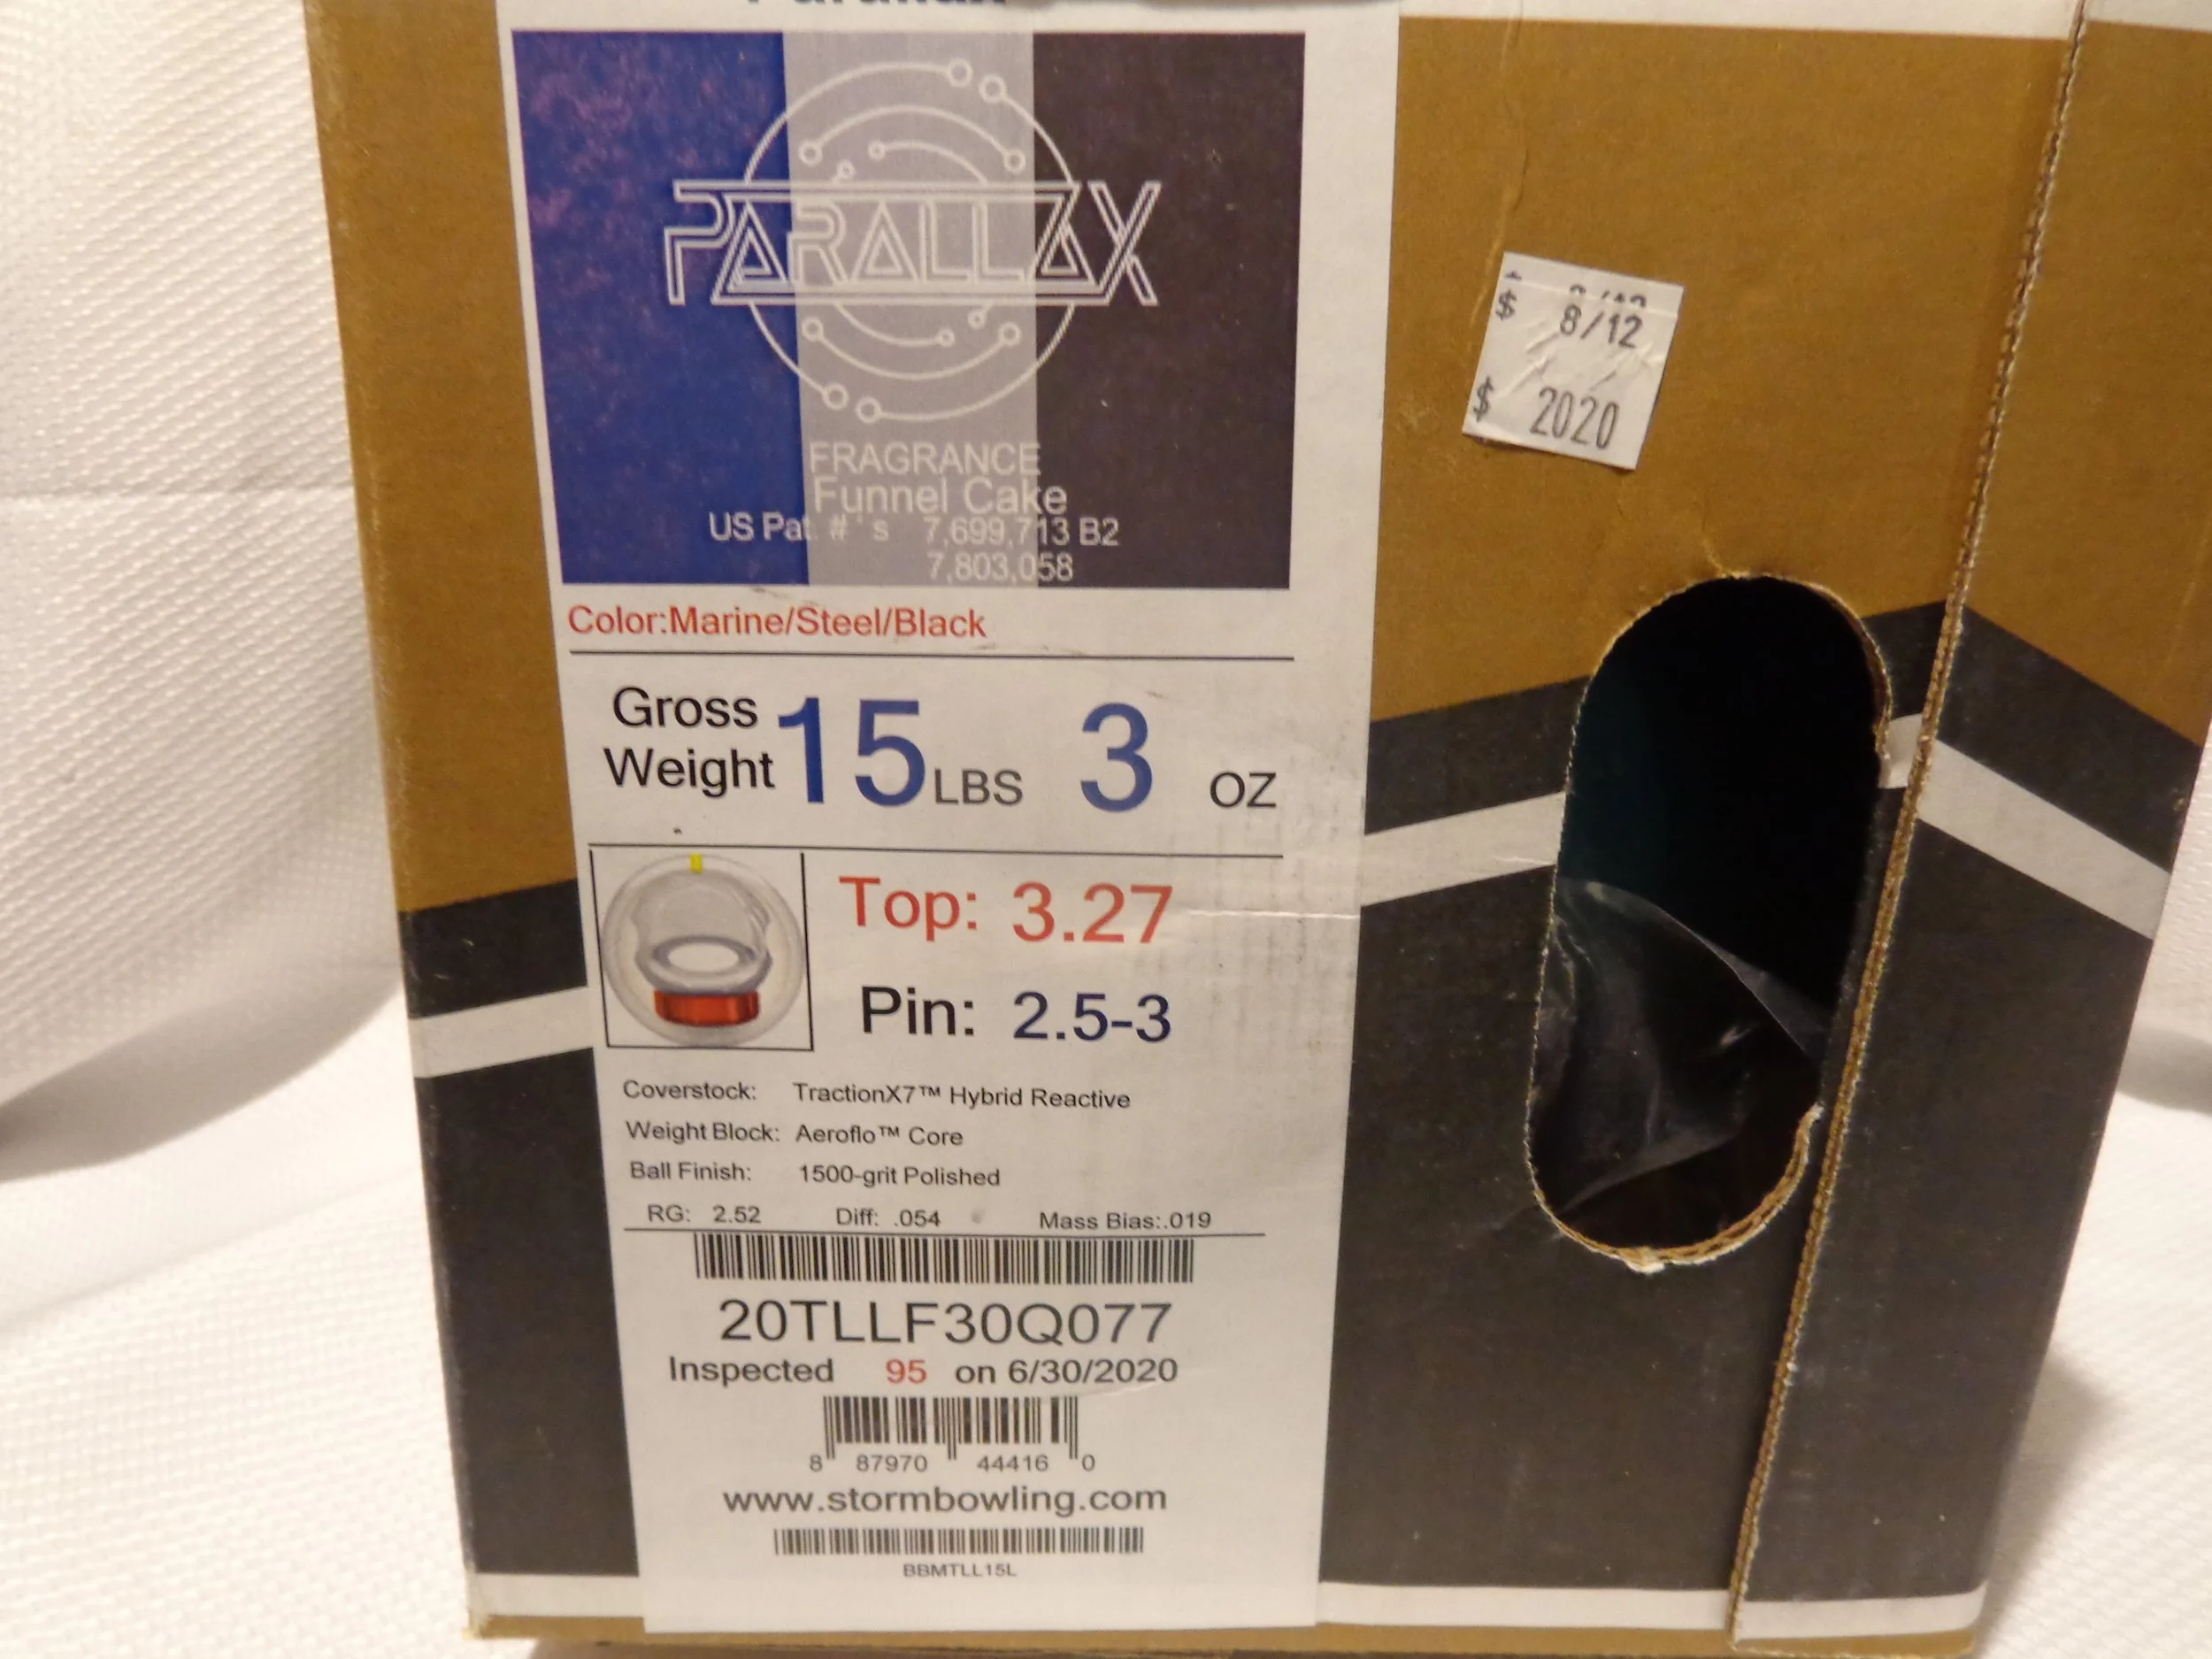 PARALLAX
FRAGRANCE
Funnel Cake
US Pat. #'s 7,699,713 B2
7,803,058
Color:Marine/Steel/Black
Gross
Weight 15 LBS 3 OZ
Top: 3.27
Pin: 2.5-3
Coverstock: TractionX7™ Hybrid Reactive
Weight Block: Aeroflo™ Core
Ball Finish: 1500-grit Polished
RG: 2.52 Diff: .054 Mass Bias:.019
20TLLF30Q077
Inspected 95 on 6/30/2020
8 87970 44416 0
www.stormbowling.com
BBMTLL15L
$ 8/12
$ 2020